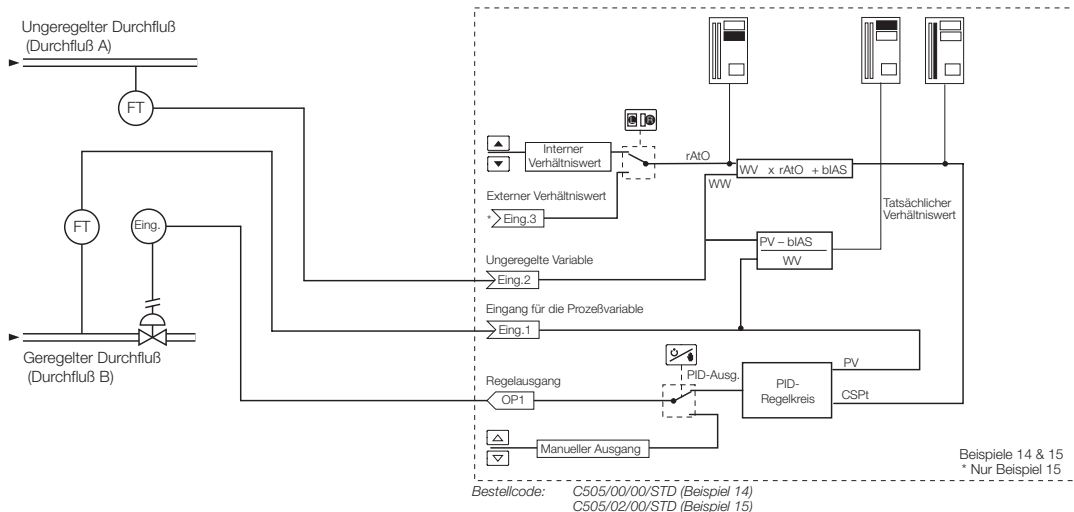 Ungeregelter Durchfluß
(Durchfluß A)
FT
FT
Eing.
Geregelter Durchfluß
(Durchfluß B)
L R
Interner
Verhältniswert
rAtO
WV x rAtO + bIAS
WW
Externer Verhältniswert
* Eing.3
Tatsächlicher
Verhältniswert
PV – bIAS
WV
Ungeregelte Variable
Eing.2
Eingang für die Prozeßvariable
Eing.1
PV
PID-Ausg.
PID-
Regelkreis
CSPt
Regelausgang
OP1
Manueller Ausgang
Beispiele 14 & 15
* Nur Beispiel 15
Bestellcode: C505/00/00/STD (Beispiel 14)
C505/02/00/STD (Beispiel 15)